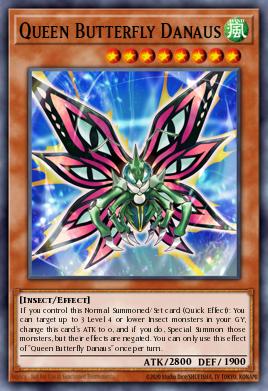 Queen Butterfly Danaus
WIND
風
[INSECT/EFFECT]
If you control this Normal Summoned/Set card (Quick Effect): You
can target up to 3 Level 4 or lower Insect monsters in your GY;
change this card's ATK to 0, and if you do, Special Summon those
monsters, but their effects are negated. You can only use this effect
of "Queen Butterfly Danaus" once per turn.
ATK/2800 DEF/1900
©2020 Studio Dice/SHUEISHA, TV TOKYO, KONAMI